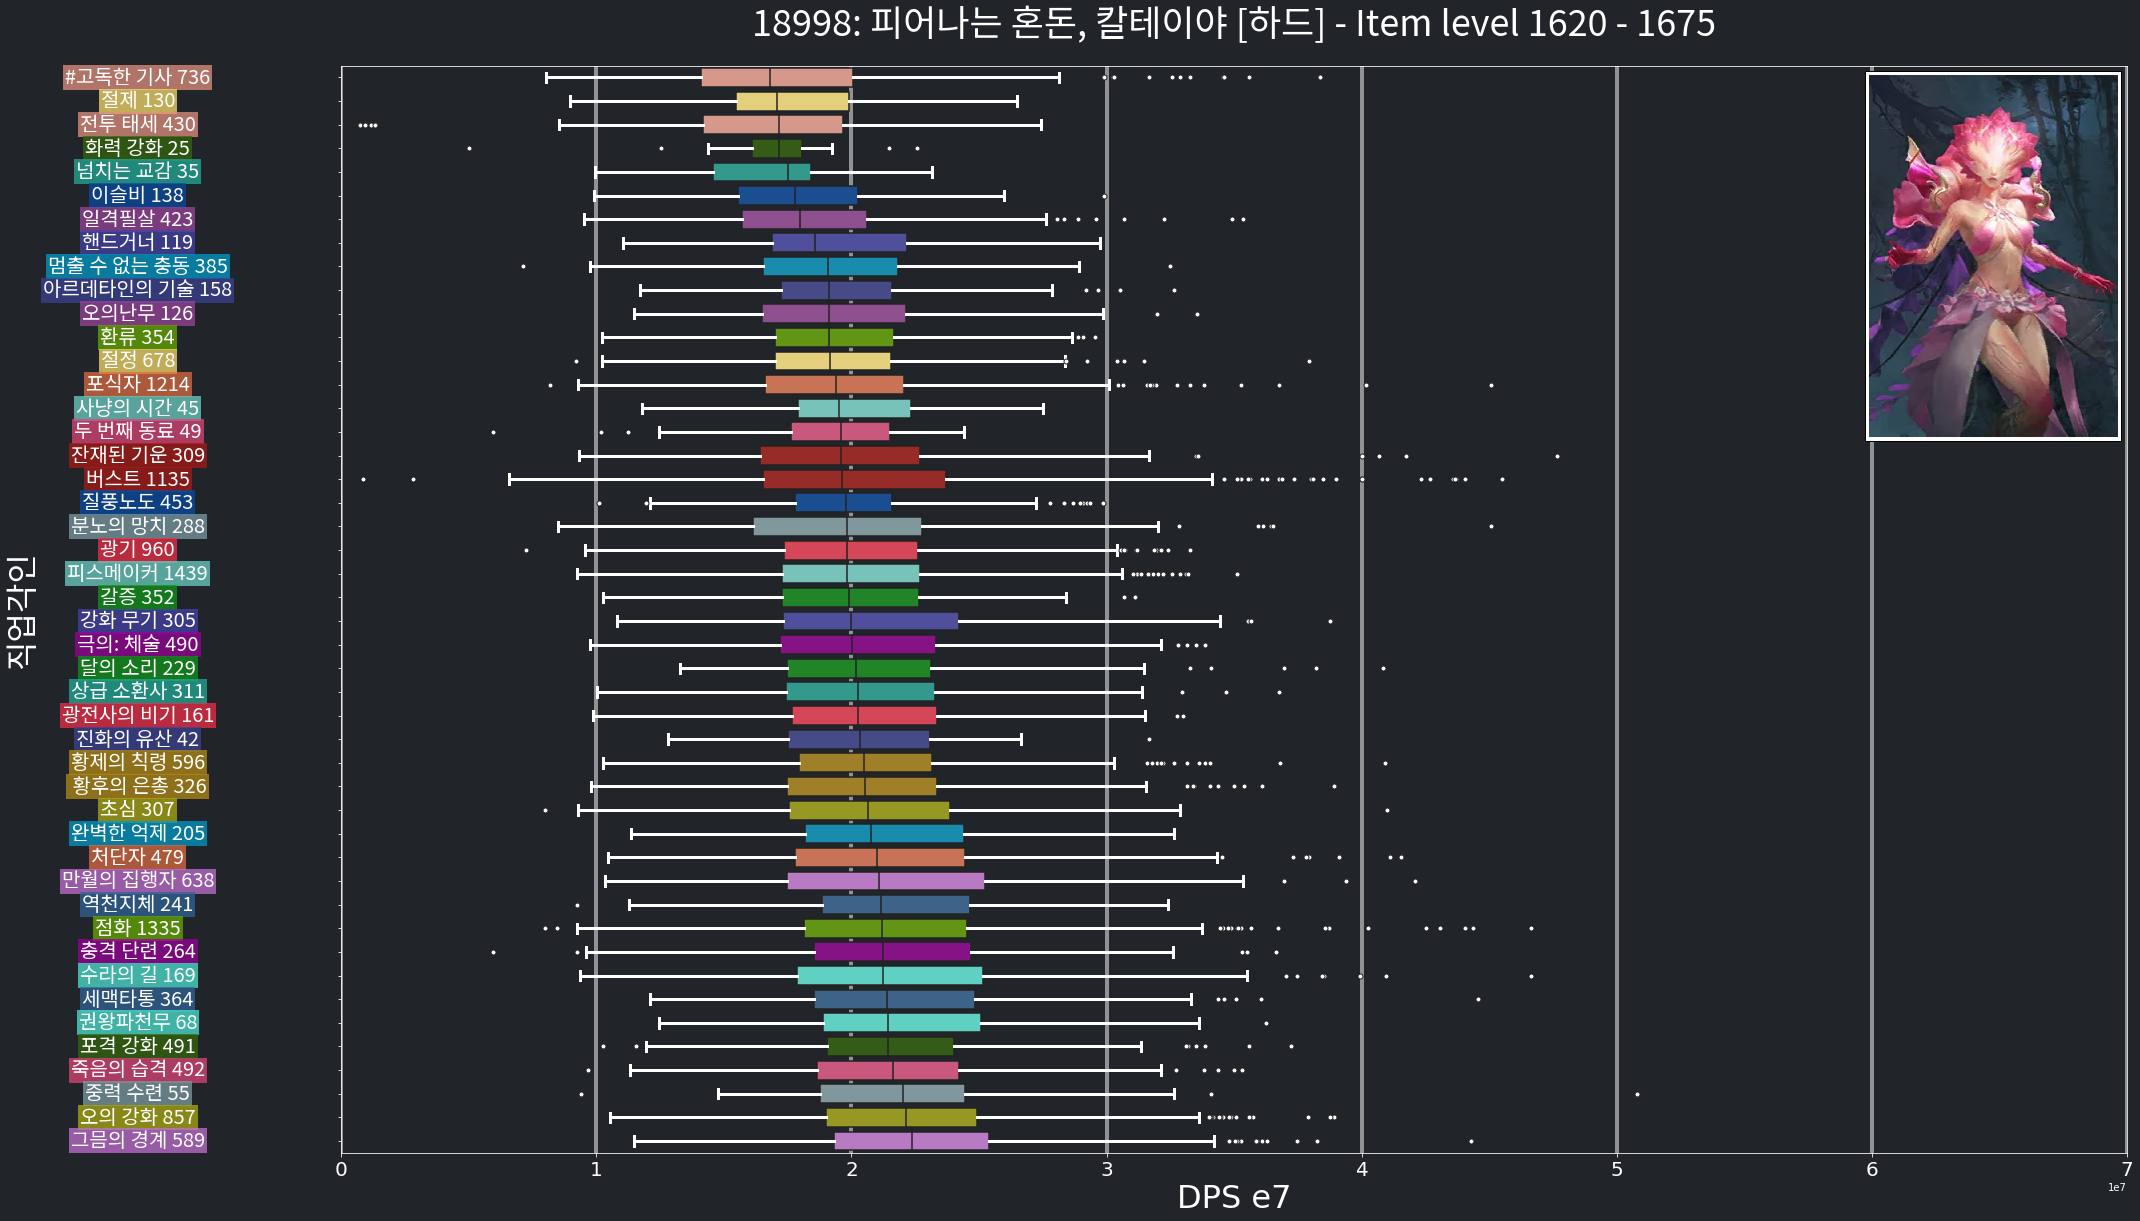 18998: 피어나는 혼돈, 칼테이야 [하드] - Item level 1620 - 1675
직업각인
#고독한 기사 736
절제 130
전투 태세 430
화력 강화 25
넘치는 교감 35
이슬비 138
일격필살 423
핸드거너 119
멈출 수 없는 충동 385
아르데타인의 기술 158
오의난무 126
환류 354
절정 678
포식자 1214
사냥의 시간 45
두 번째 동료 49
잔재된 기운 309
버스트 1135
질풍노도 453
분노의 망치 288
광기 960
피스메이커 1439
갈증 352
강화 무기 305
극의: 체술 490
달의 소리 229
상급 소환사 311
광전사의 비기 161
진화의 유산 42
황제의 칙령 596
황후의 은총 326
초심 307
완벽한 억제 205
처단자 479
만월의 집행자 638
역천지체 241
점화 1335
충격 단련 264
수라의 길 169
세맥타통 364
권왕파천무 68
포격 강화 491
죽음의 습격 492
중력 수련 55
오의 강화 857
그믐의 경계 589
0 1 2 3 4 5 6 7
1e7
DPS e7